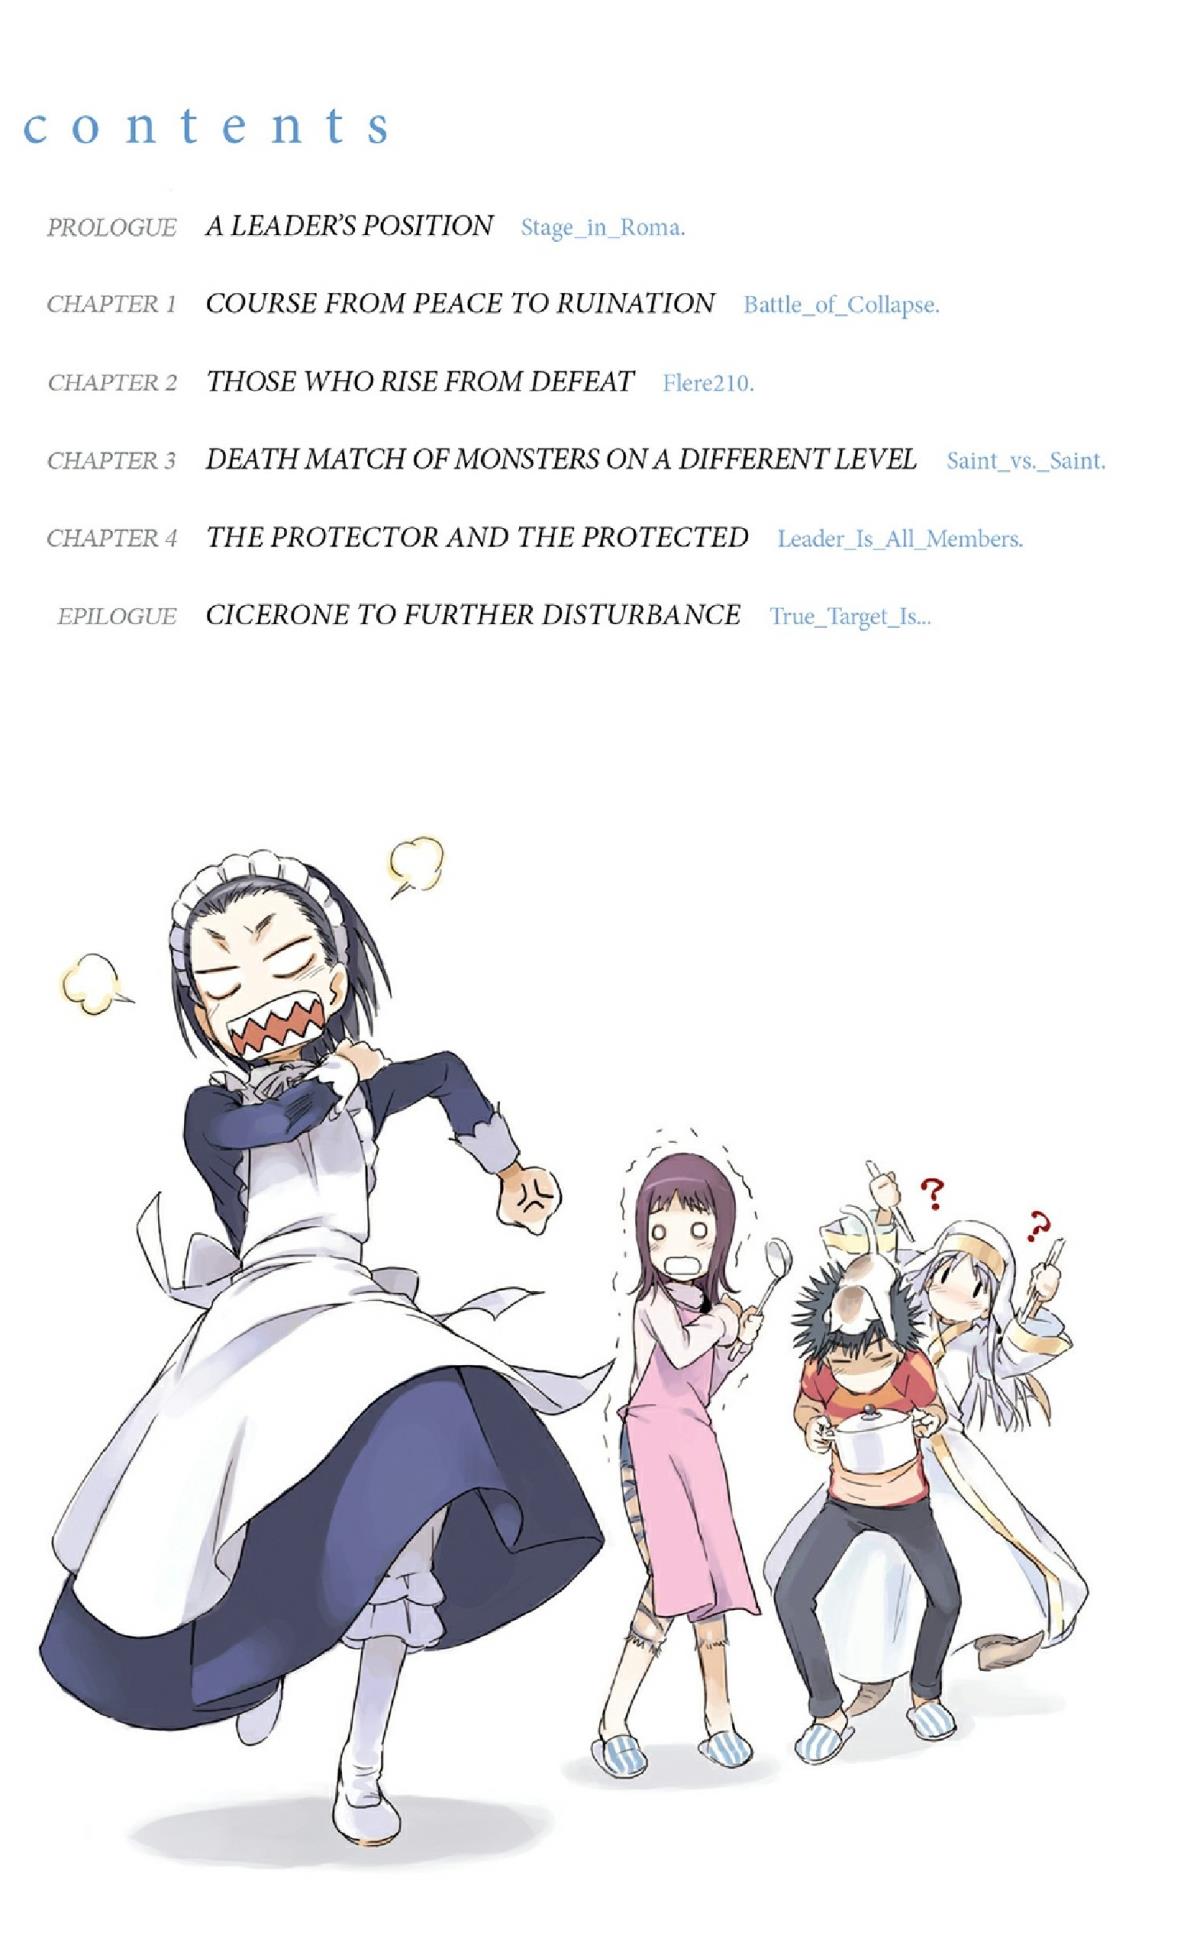 contents
PROLOGUE A LEADER'S POSITION Stage_in_Roma.
CHAPTER 1 COURSE FROM PEACE TO RUINATION Battle_of_Collapse.
CHAPTER 2 THOSE WHO RISE FROM DEFEAT Flere210.
CHAPTER 3 DEATH MATCH OF MONSTERS ON A DIFFERENT LEVEL Saint_vs._Saint.
CHAPTER 4 THE PROTECTOR AND THE PROTECTED Leader_Is_All_Members.
EPILOGUE CICERONE TO FURTHER DISTURBANCE True_Target_Is...
? ?